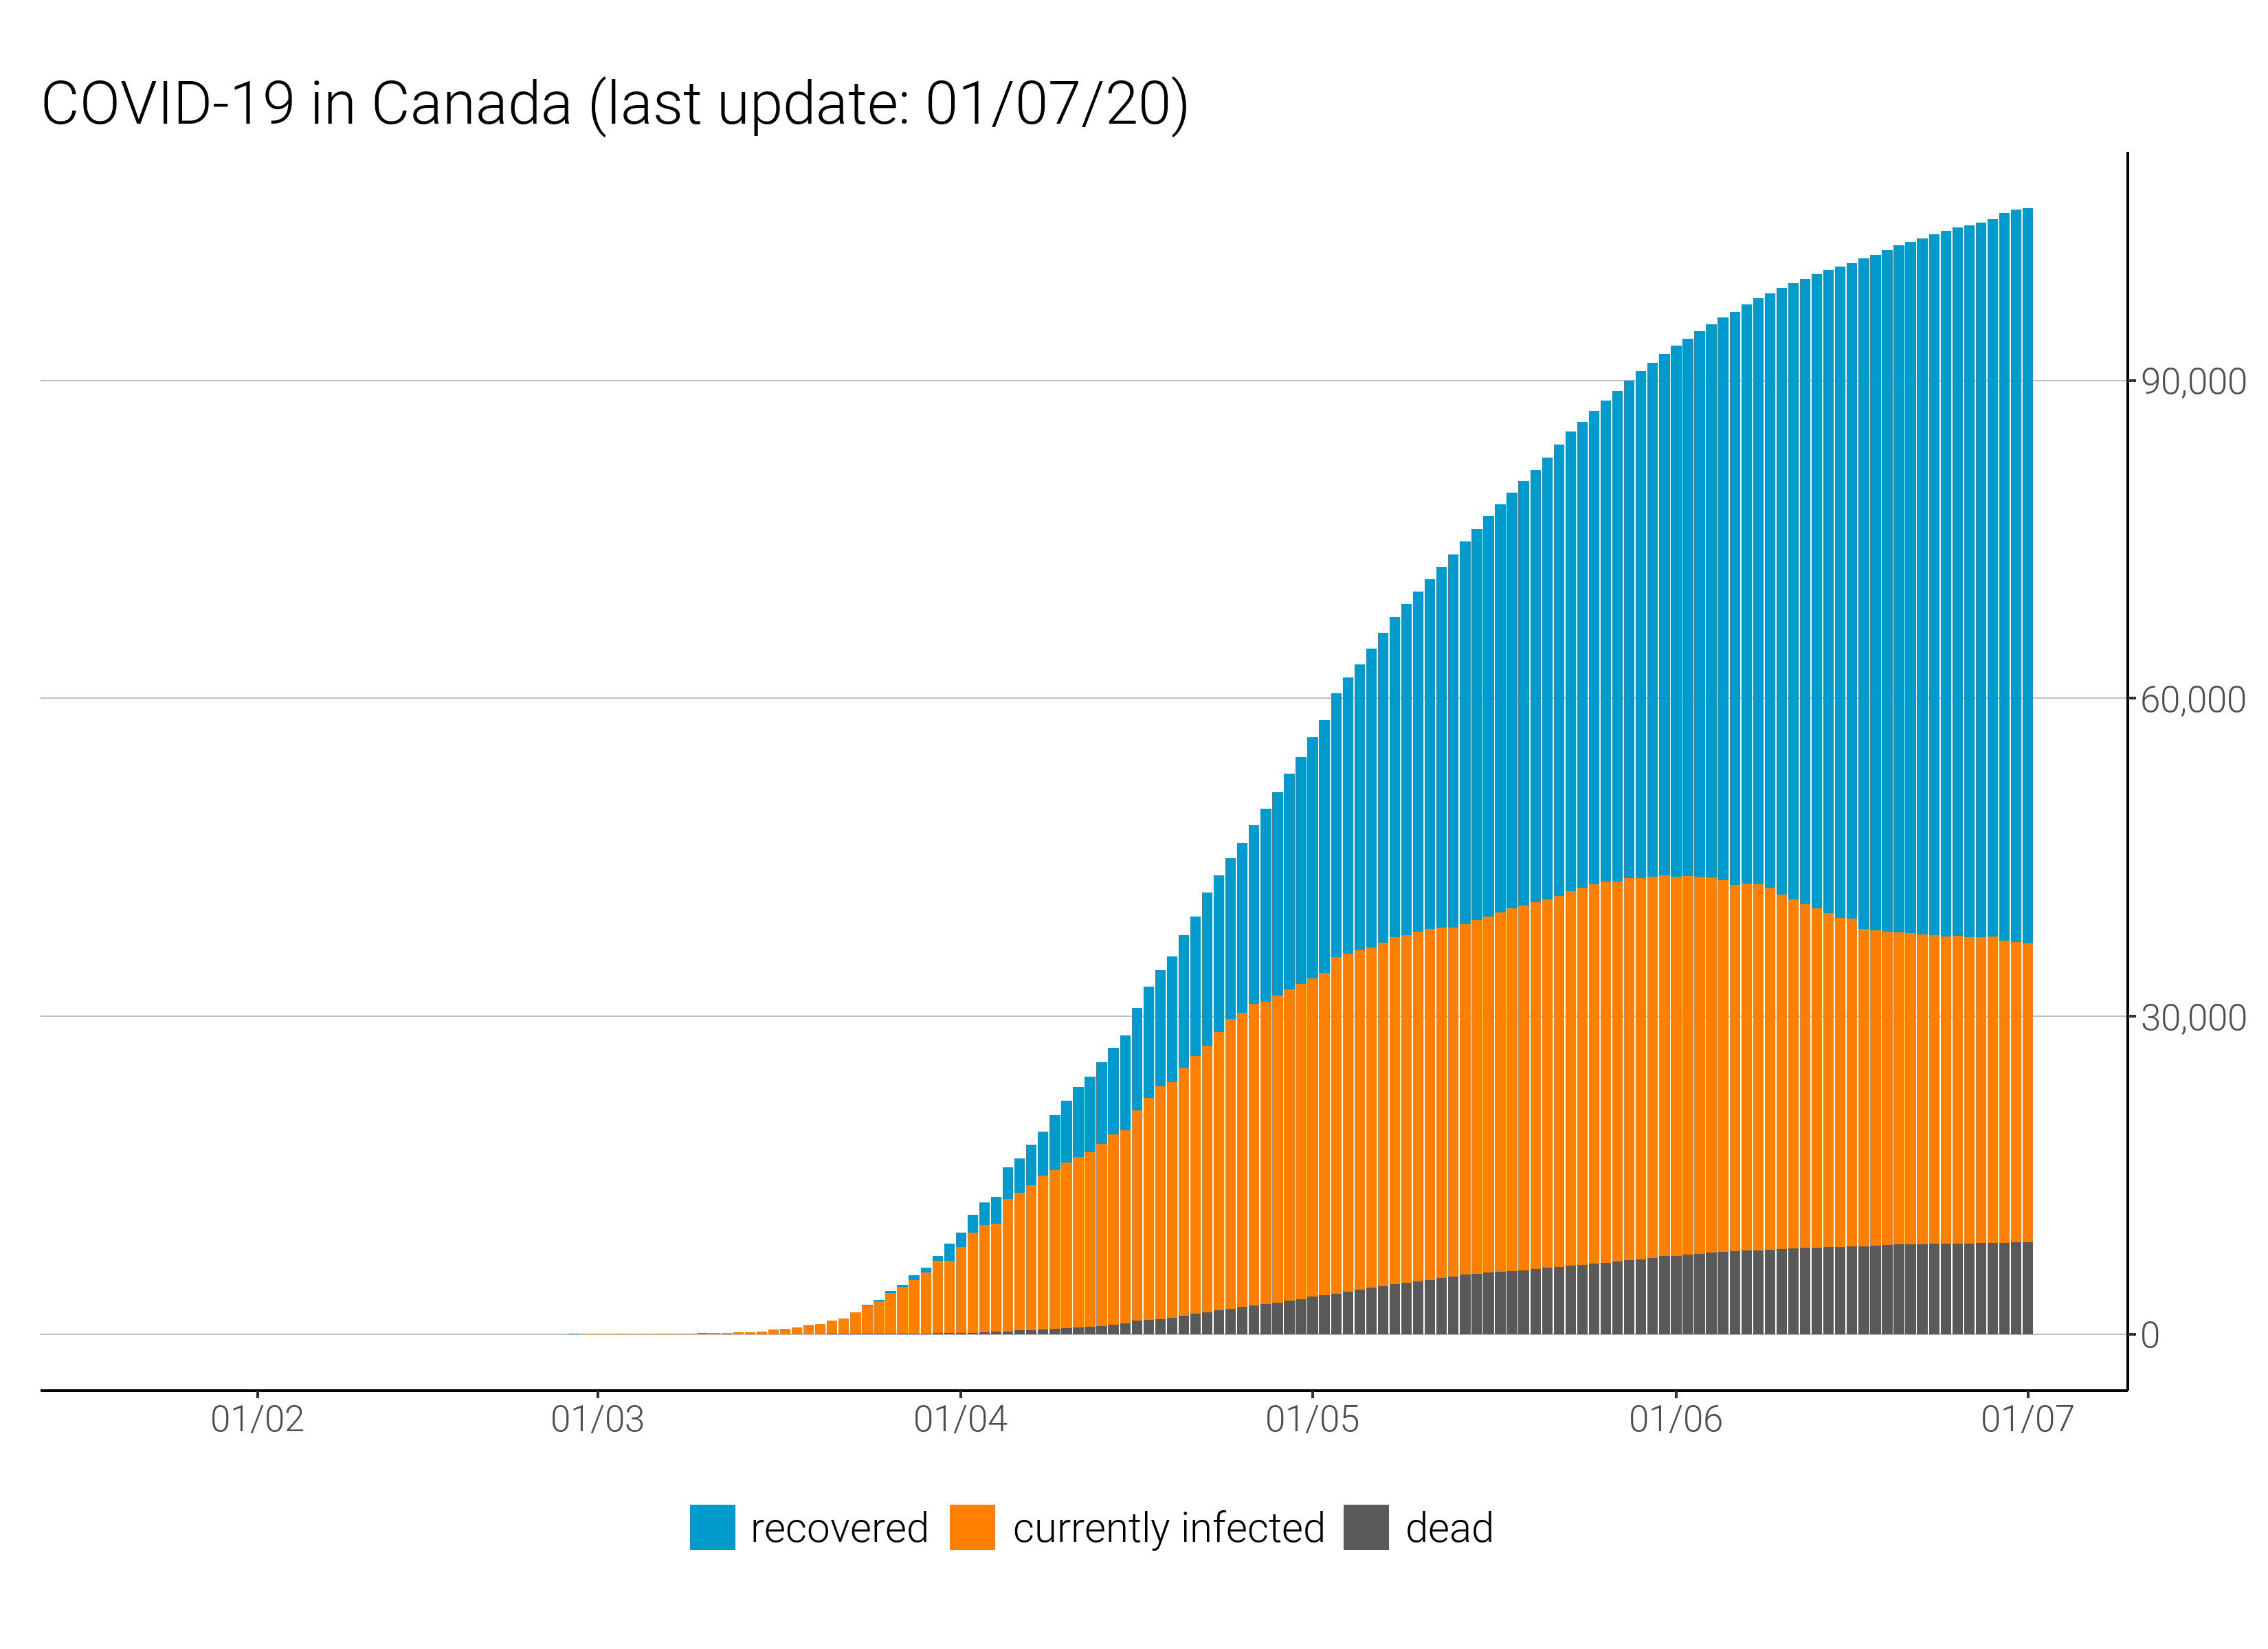 COVID-19 in Canada (last update: 01/07/20)
90,000
60,000
30,000
0
01/02 01/03 01/04 01/05 01/06 01/07
recovered currently infected dead